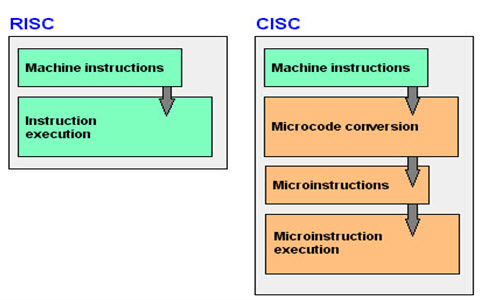 RISC
Machine instructions
Instruction
execution
CISC
Machine instructions
Microcode conversion
Microinstructions
Microinstruction
execution